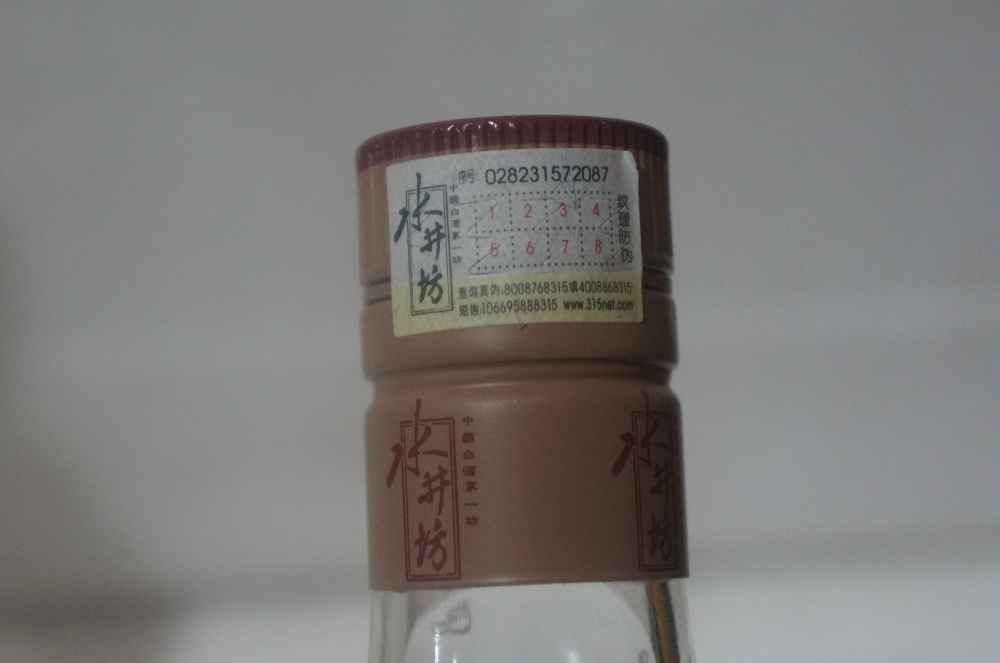 水井坊
中国白酒第一坊
序号: 028231572087
1 2 3 4
5 6 7 8
纹理防伪
查询真伪:8008768315填4008868315
短信:106695888315 www.315net.com
水井坊
中国白酒第一坊
水井坊